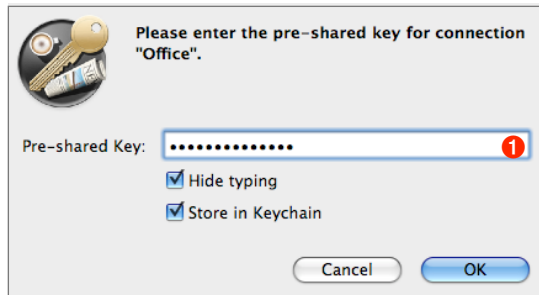 Please enter the pre-shared key for connection
"Office".
Pre-shared Key: •••••••••••••• 1
Hide typing
Store in Keychain
Cancel OK